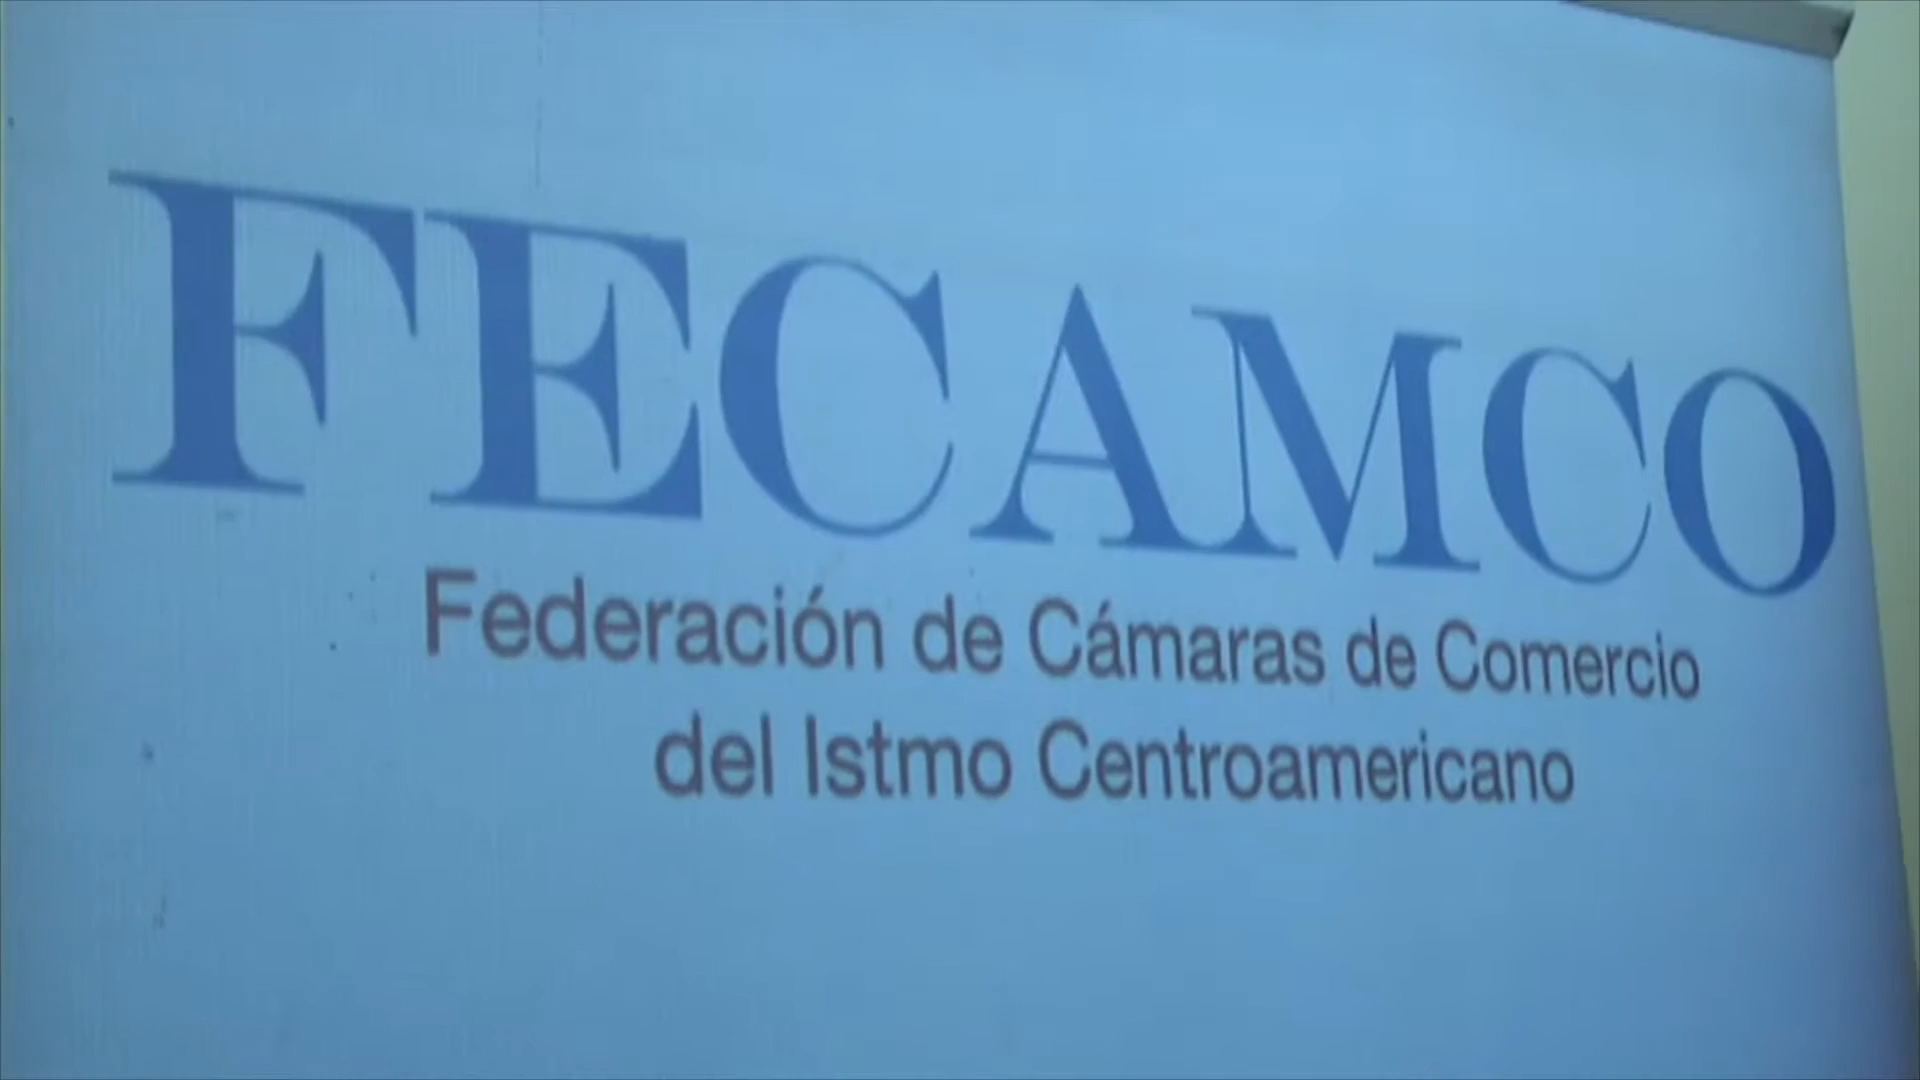 FECAMCO
Federación de Cámaras de Comercio
del Istmo Centroamericano